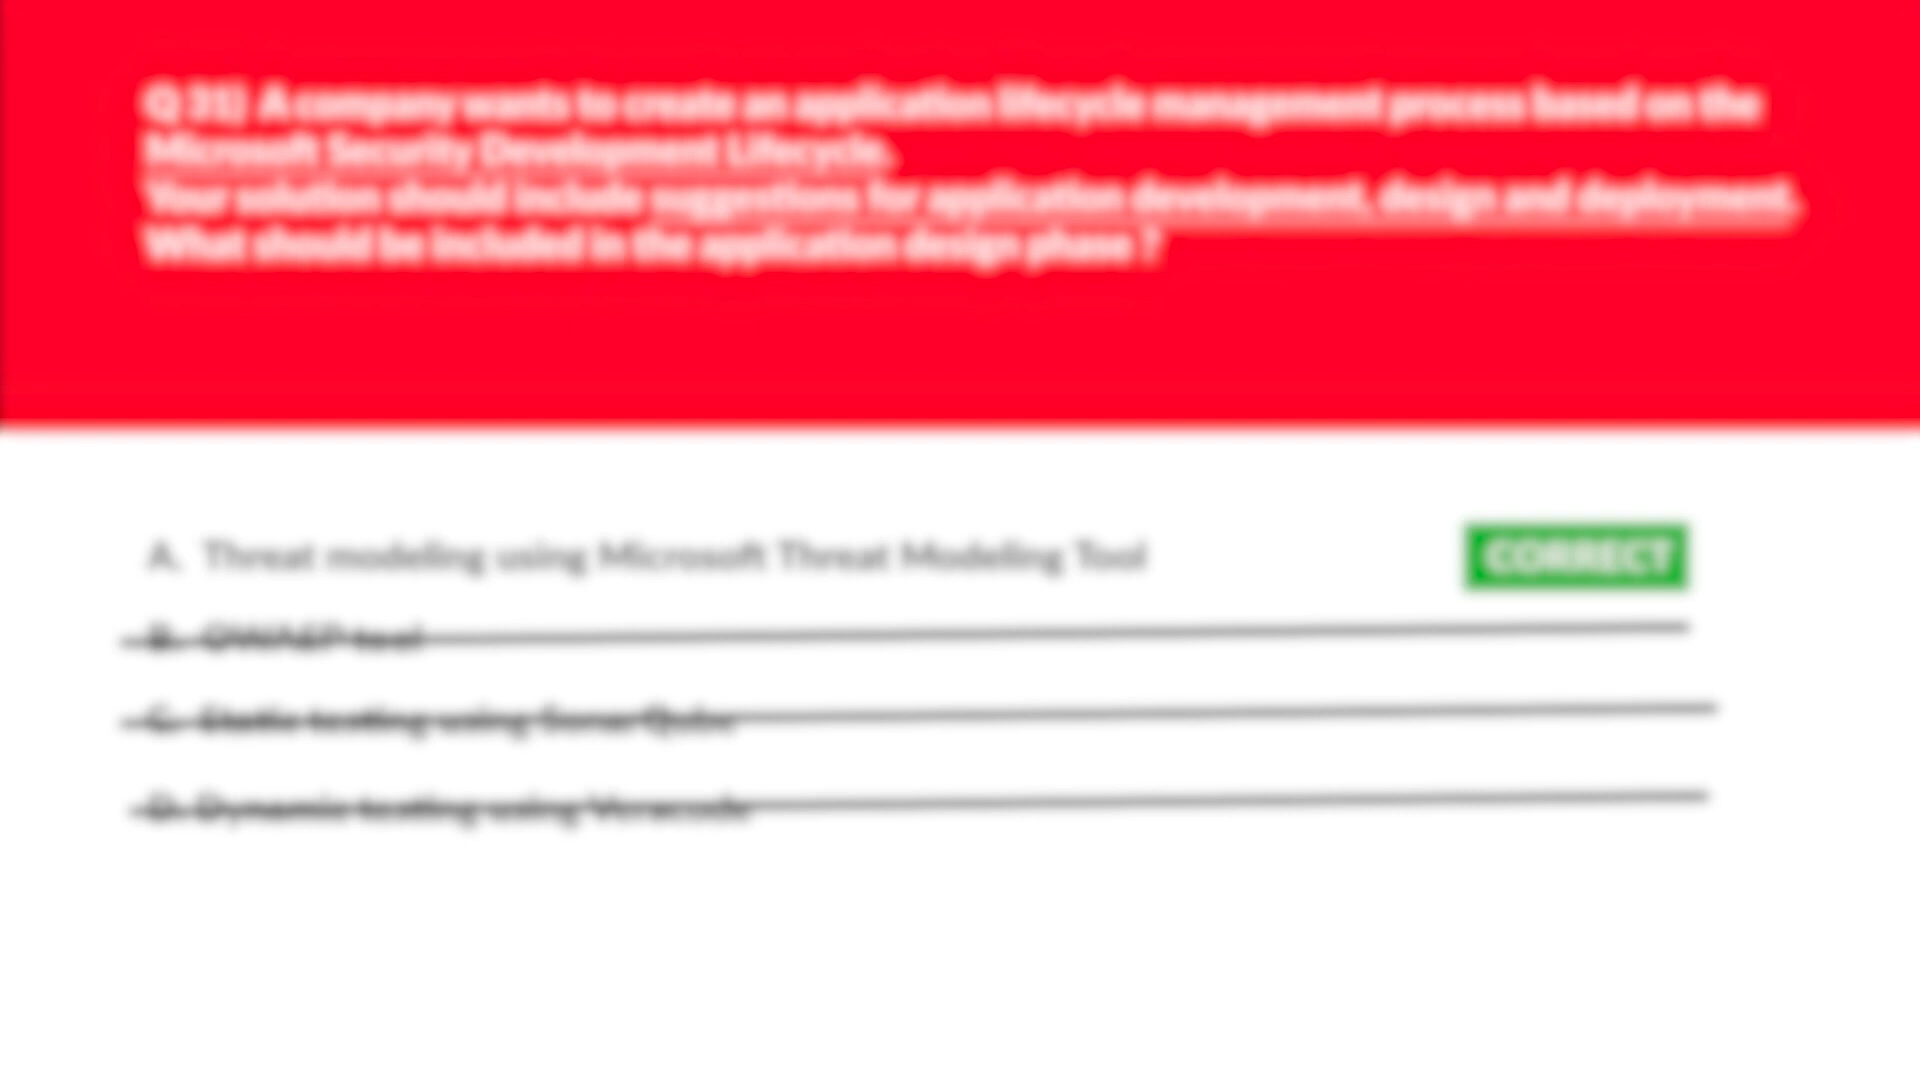 Q 31) A company wants to create an application lifecycle management process based on the
Microsoft Security Development Lifecycle.
Your solution should include suggestions for application development, design and deployment.
What should be included in the application design phase ?
A. Threat modeling using Microsoft Threat Modeling Tool
CORRECT
B. OWASP tool
C. Static testing using SonarQube
D. Dynamic testing using Veracode